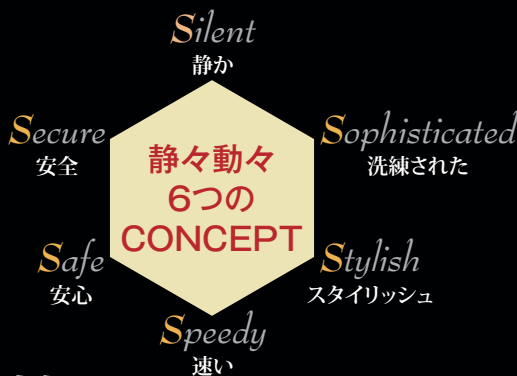 Silent
静か
Secure
安全
Sophisticated
洗練された
静々動々
6つの
CONCEPT
Safe
安心
Stylish
スタイリッシュ
Speedy
速い